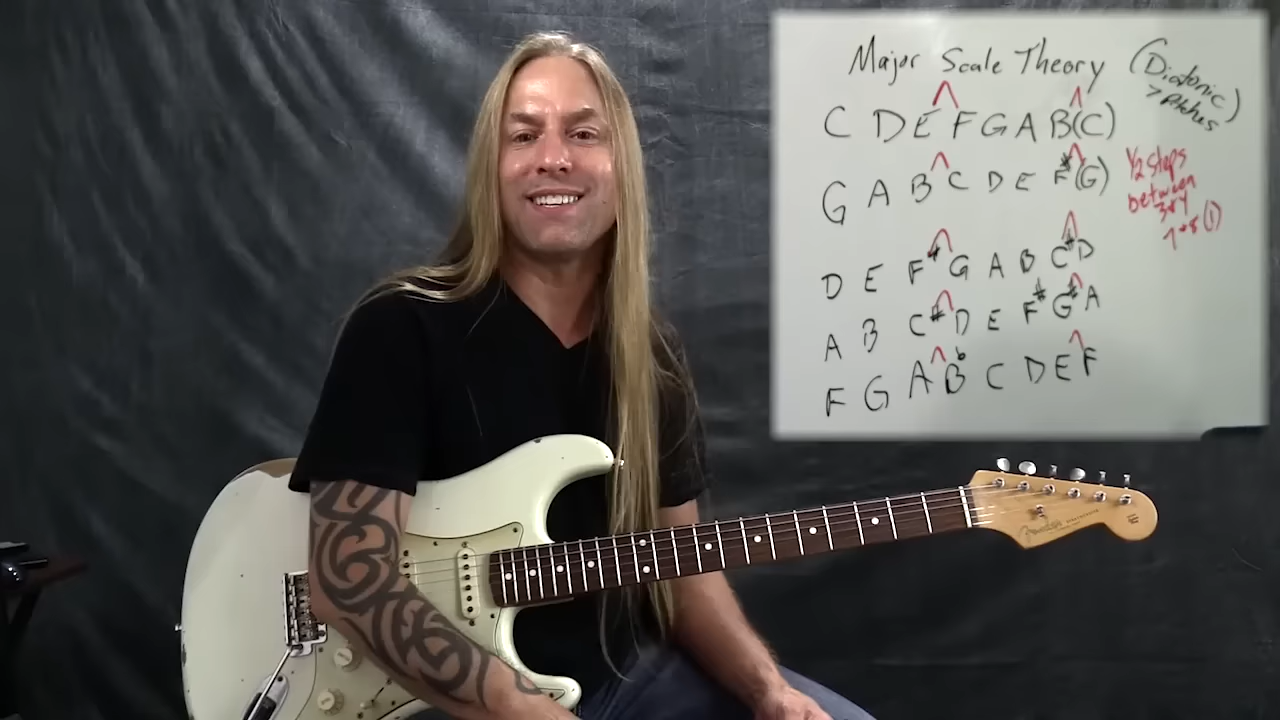 Major Scale Theory (Diatonic)
7 Pitches
C D E F G A B (C)
G A B C D E F# (G)
1/2 steps
between
3&4
7&8 (1)
D E F# G A B C# D
A B C# D E F# G# A
F G A Bb C D E F
Fender